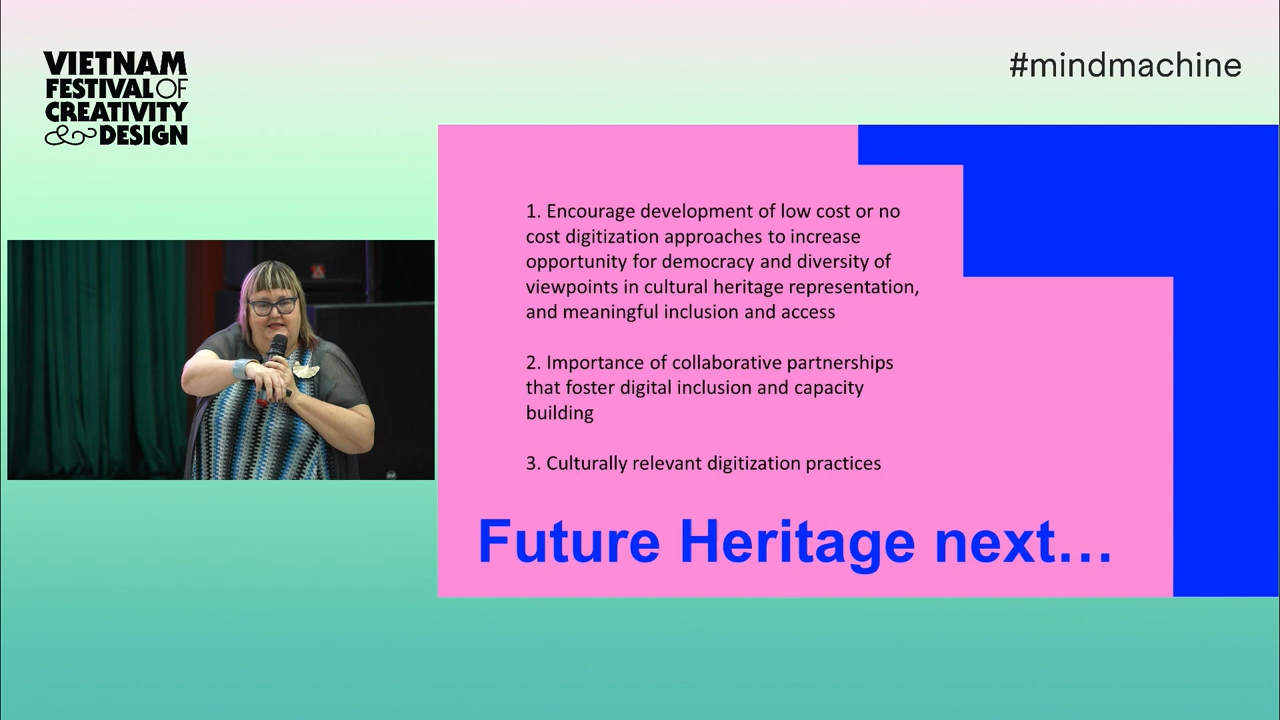 VIETNAM
FESTIVAL OF
CREATIVITY
& DESIGN
#mindmachine
1. Encourage development of low cost or no
cost digitization approaches to increase
opportunity for democracy and diversity of
viewpoints in cultural heritage representation,
and meaningful inclusion and access
2. Importance of collaborative partnerships
that foster digital inclusion and capacity
building
3. Culturally relevant digitization practices
Future Heritage next...